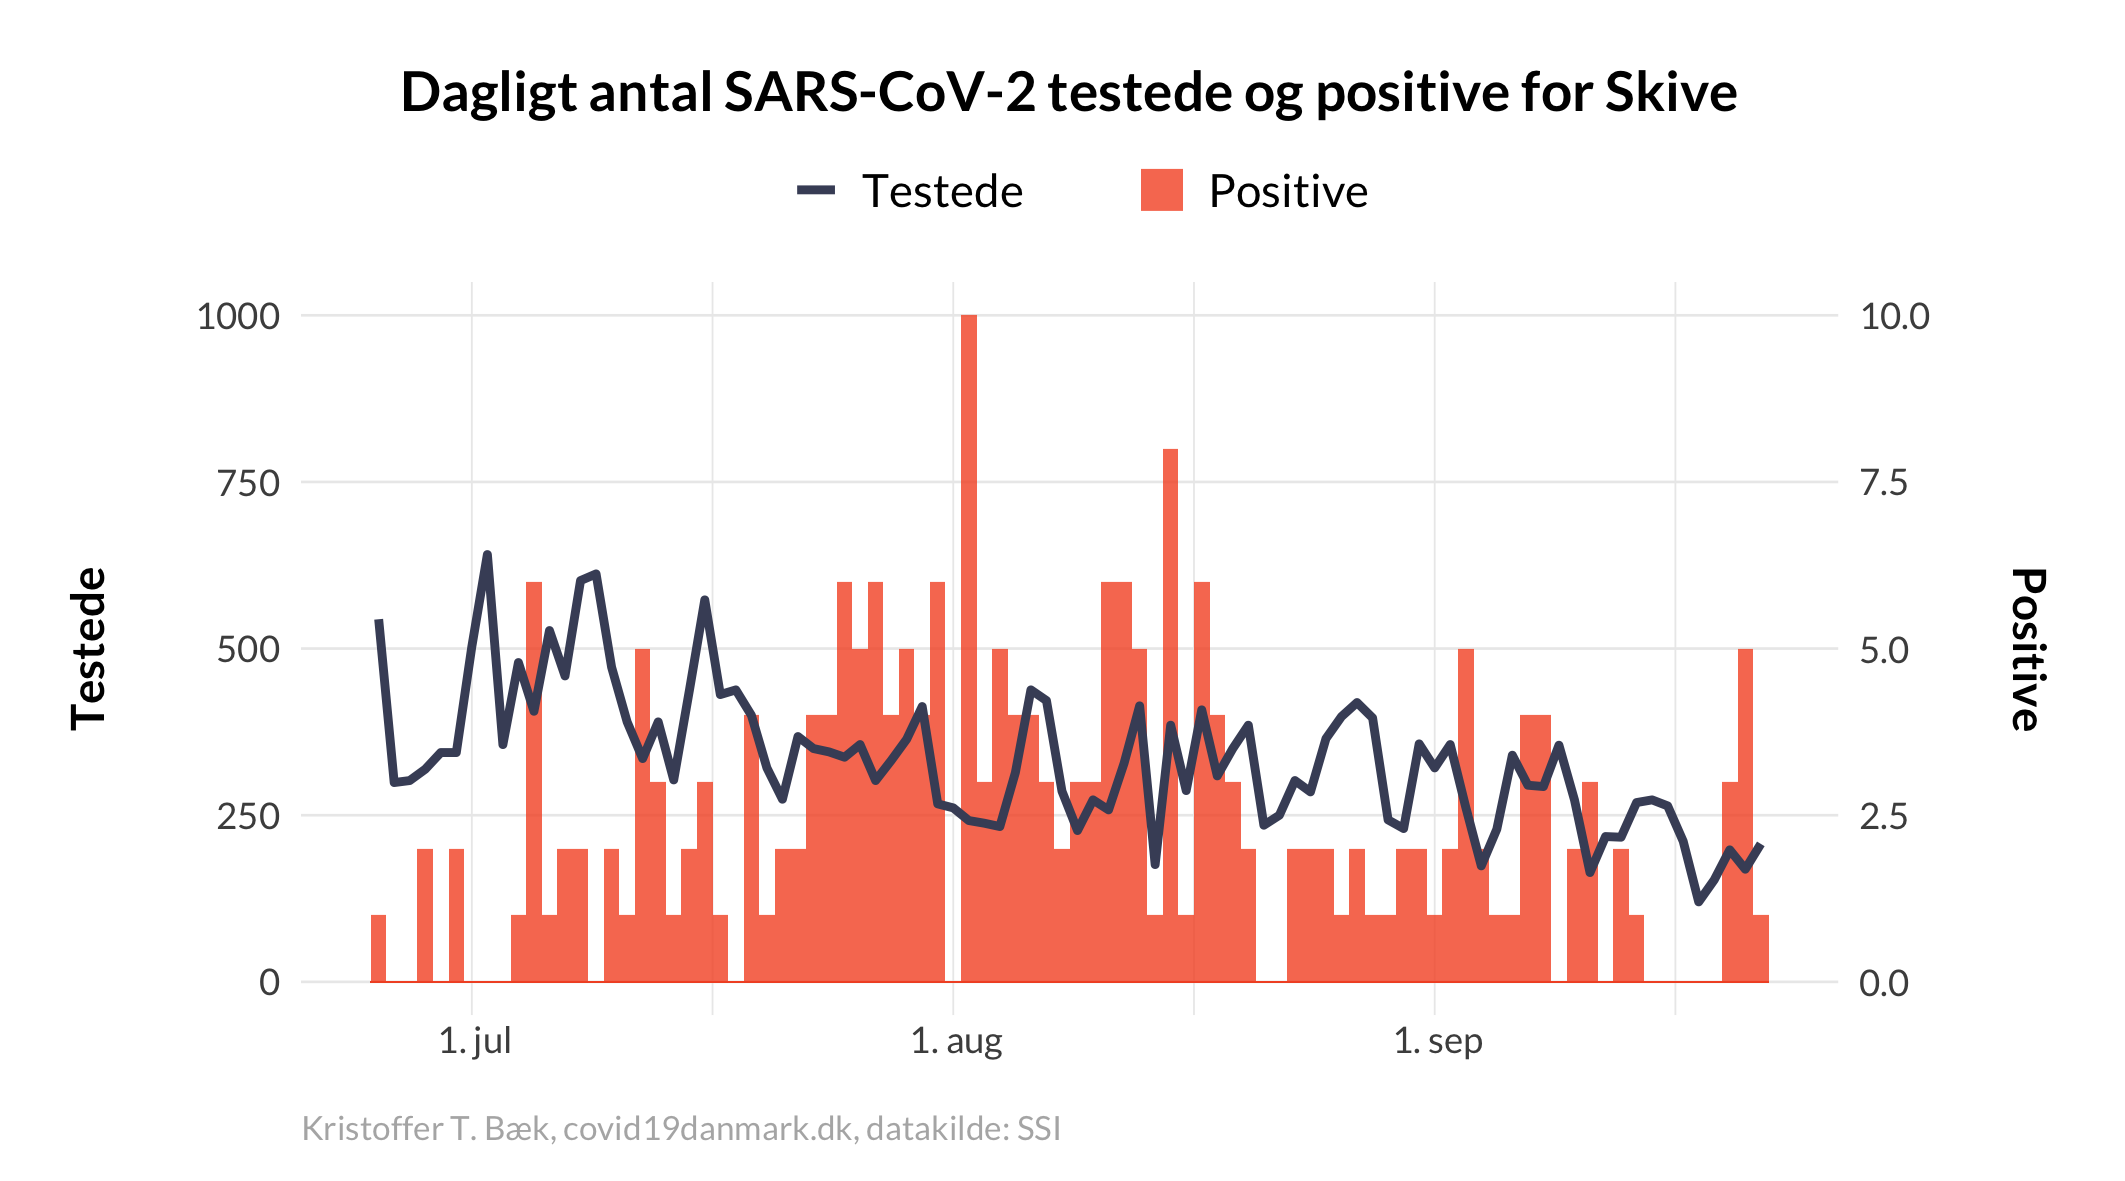 Dagligt antal SARS-CoV-2 testede og positive for Skive
Testede
Positive
1000
750
500
250
0
10.0
7.5
5.0
2.5
0.0
Testede
Positive
1. jul
1. aug
1. sep
Kristoffer T. Bæk, covid19danmark.dk, datakilde: SSI